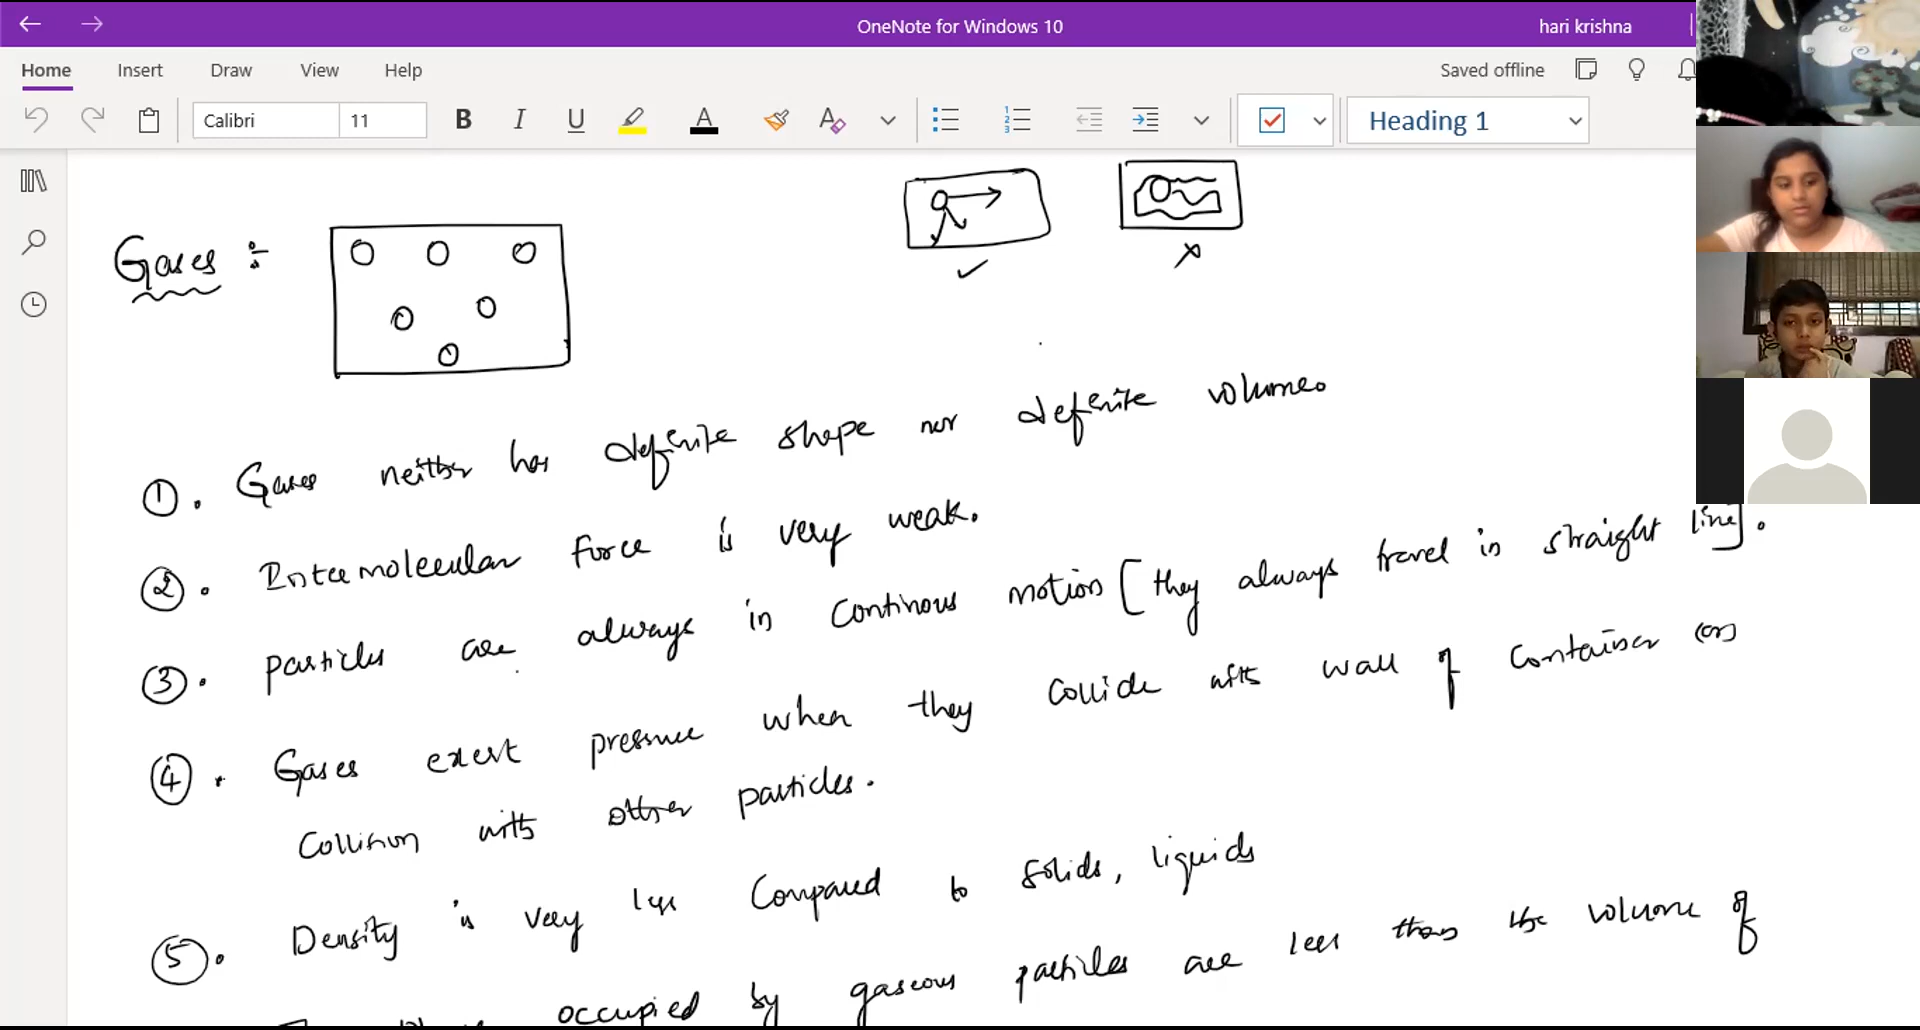 OneNote for Windows 10
hari krishna
Home Insert Draw View Help
Saved offline
Calibri 11 B I U A A Heading 1
Gases :
① . Gases neither has definite shape nor definite volume.
② . Intermolecular force is very weak.
③ . particles are always in continous motion [they always travel in straight line].
④ . Gases exert pressure when they collide with wall of container (or)
collision with other particles.
⑤ . Density is very less compared to solids, liquids
occupied by gaseous particles are less than the volume of